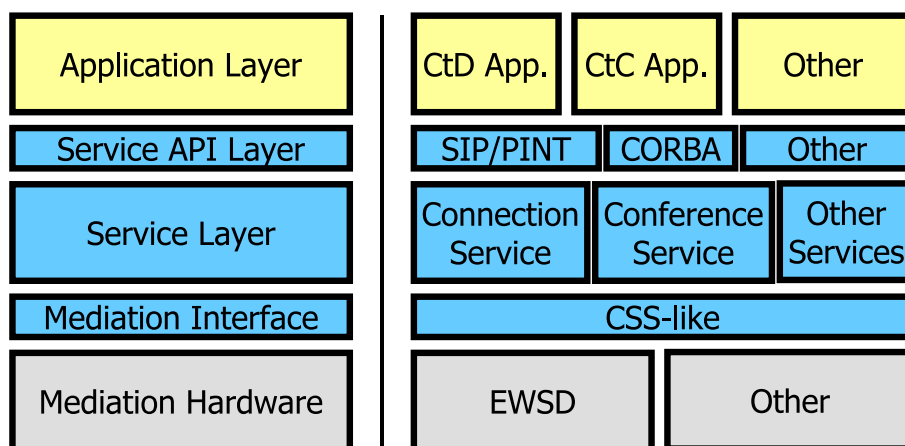 Application Layer
CtD App.
CtC App.
Other
Service API Layer
SIP/PINT
CORBA
Other
Service Layer
Connection
Service
Conference
Service
Other
Services
Mediation Interface
CSS-like
Mediation Hardware
EWSD
Other